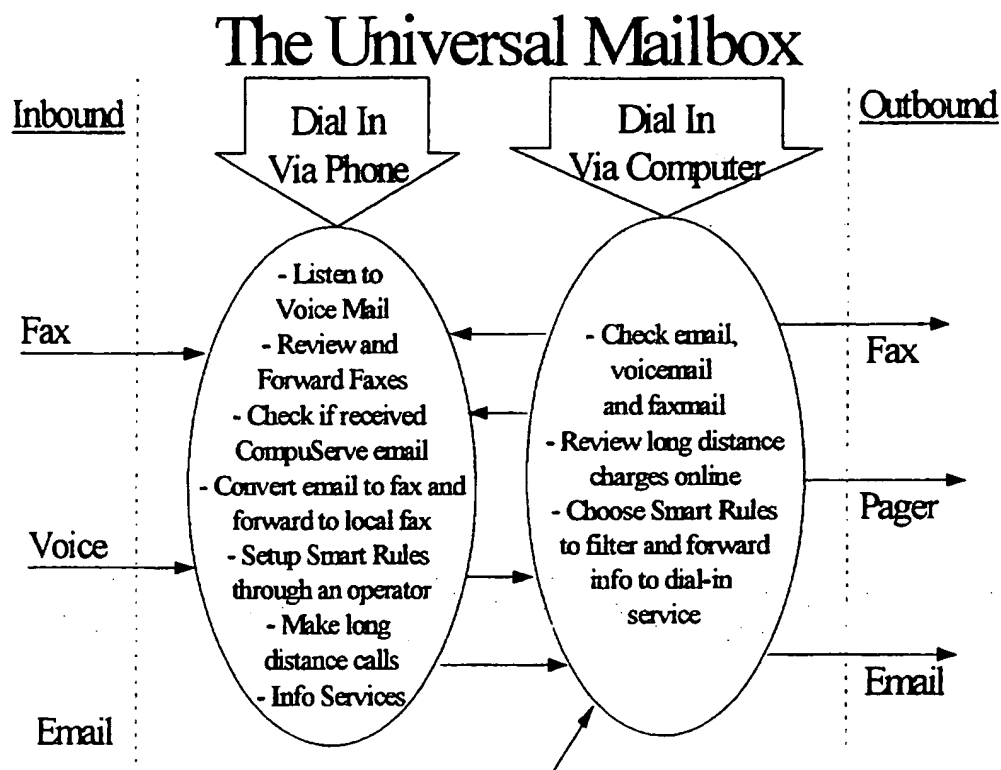 The Universal Mailbox
Inbound
Dial In
Via Phone
Dial In
Via Computer
Outbound
Fax
Voice
Email
- Listen to
Voice Mail
- Review and
Forward Faxes
- Check if received
CompuServe email
- Convert email to fax and
forward to local fax
- Setup Smart Rules
through an operator
- Make long
distance calls
- Info Services
- Check email,
voicemail
and faxmail
- Review long distance
charges online
- Choose Smart Rules
to filter and forward
info to dial-in
service
Fax
Pager
Email